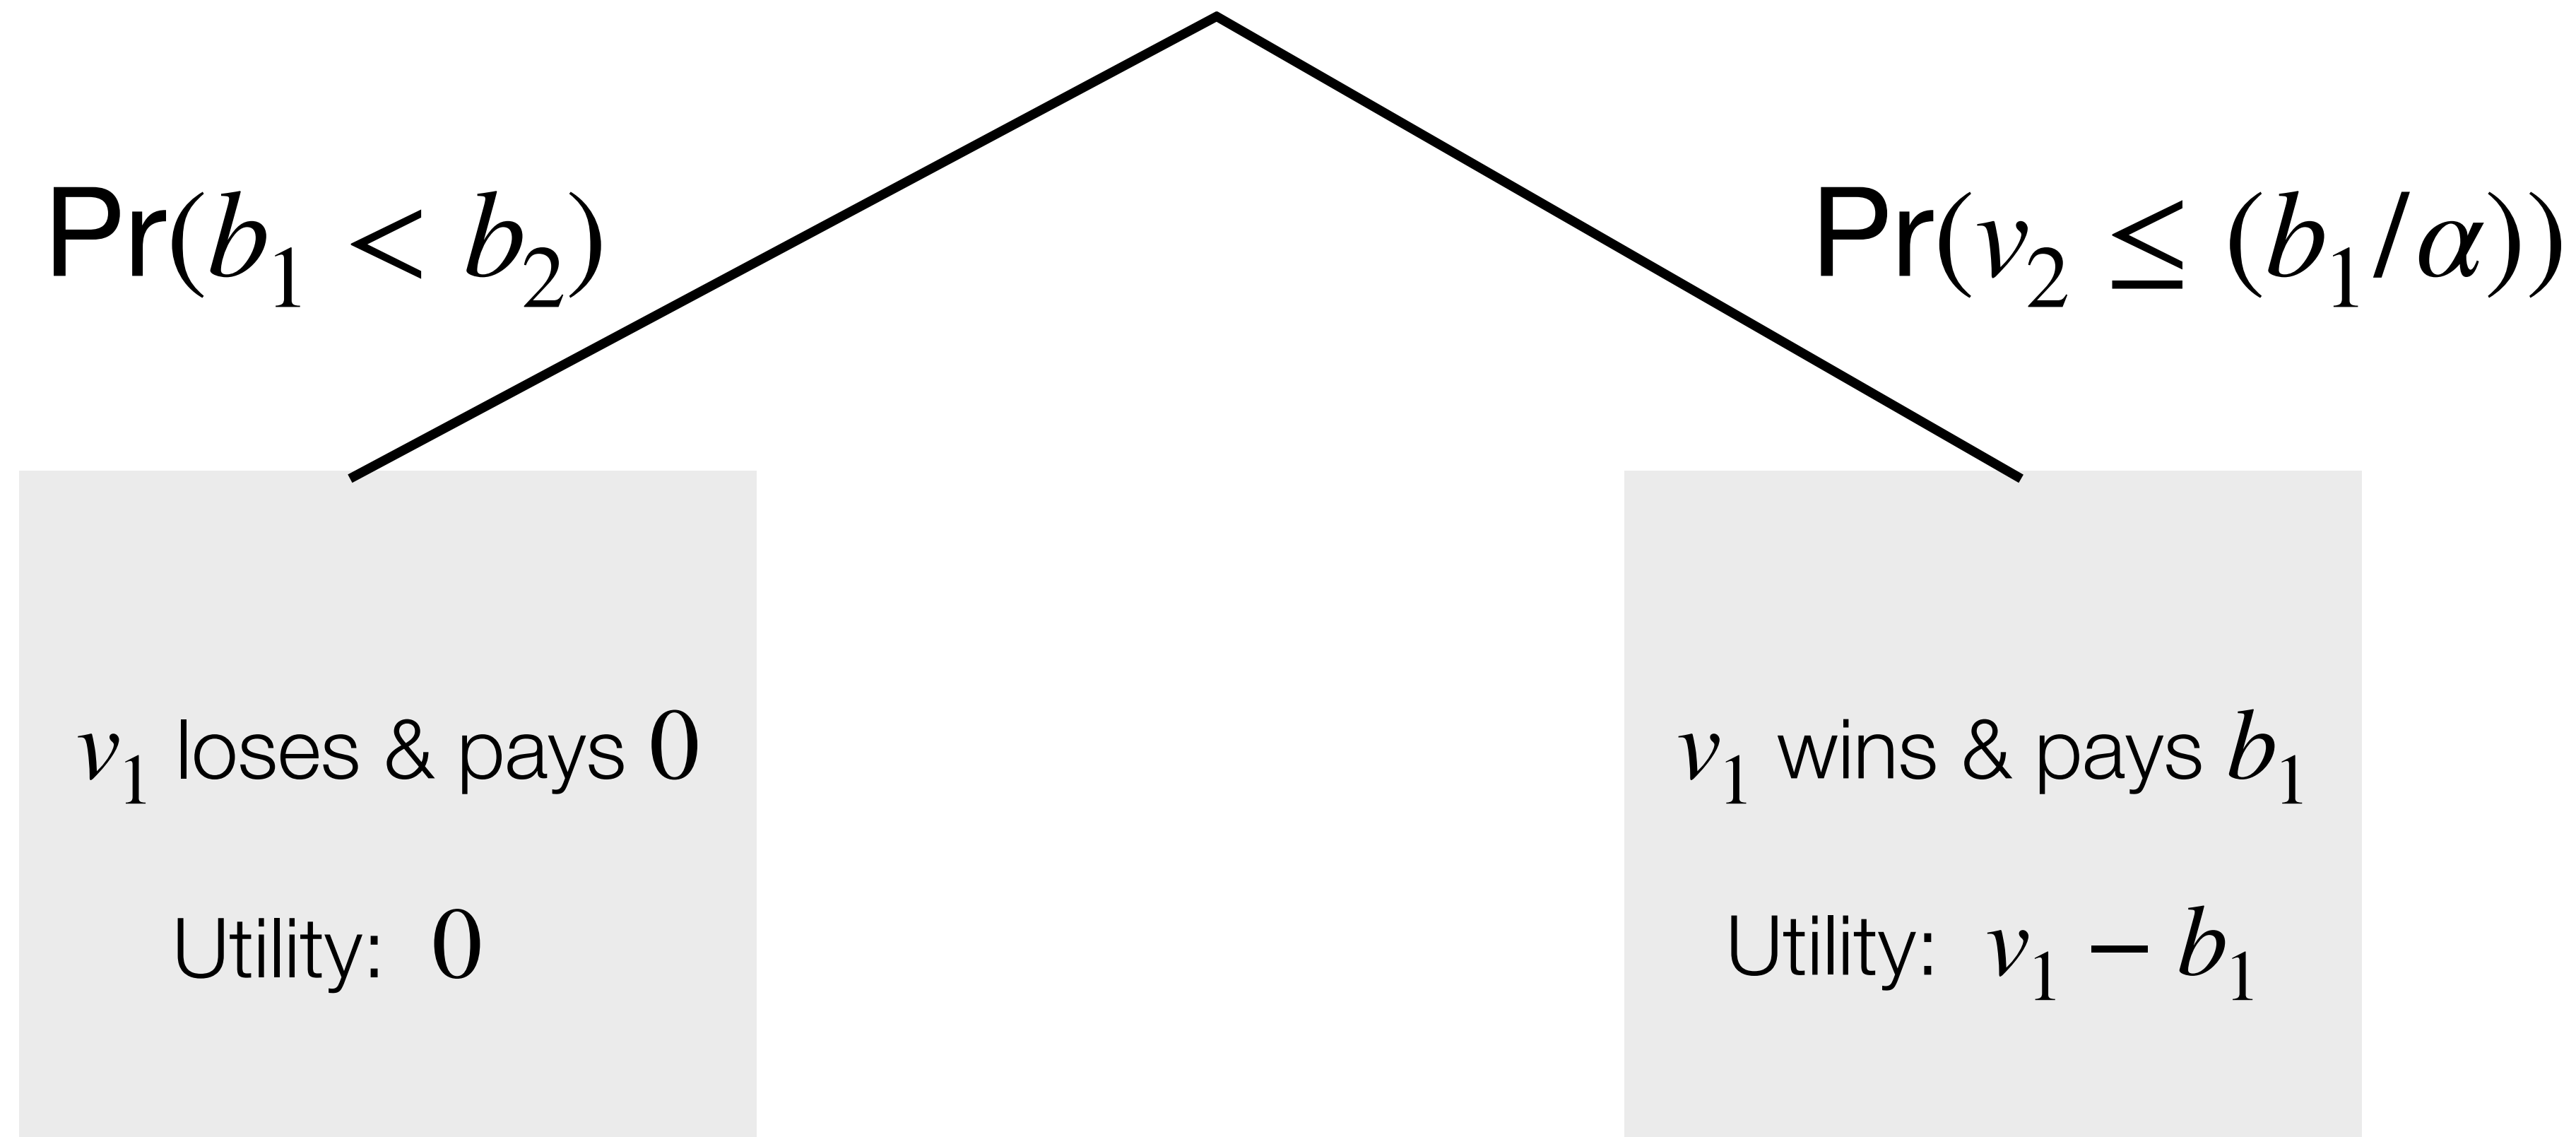 Pr(b₁ < b₂)
Pr(v₂ ≤ (b₁/α))
v₁ loses & pays 0
Utility: 0
v₁ wins & pays b₁
Utility: v₁ − b₁